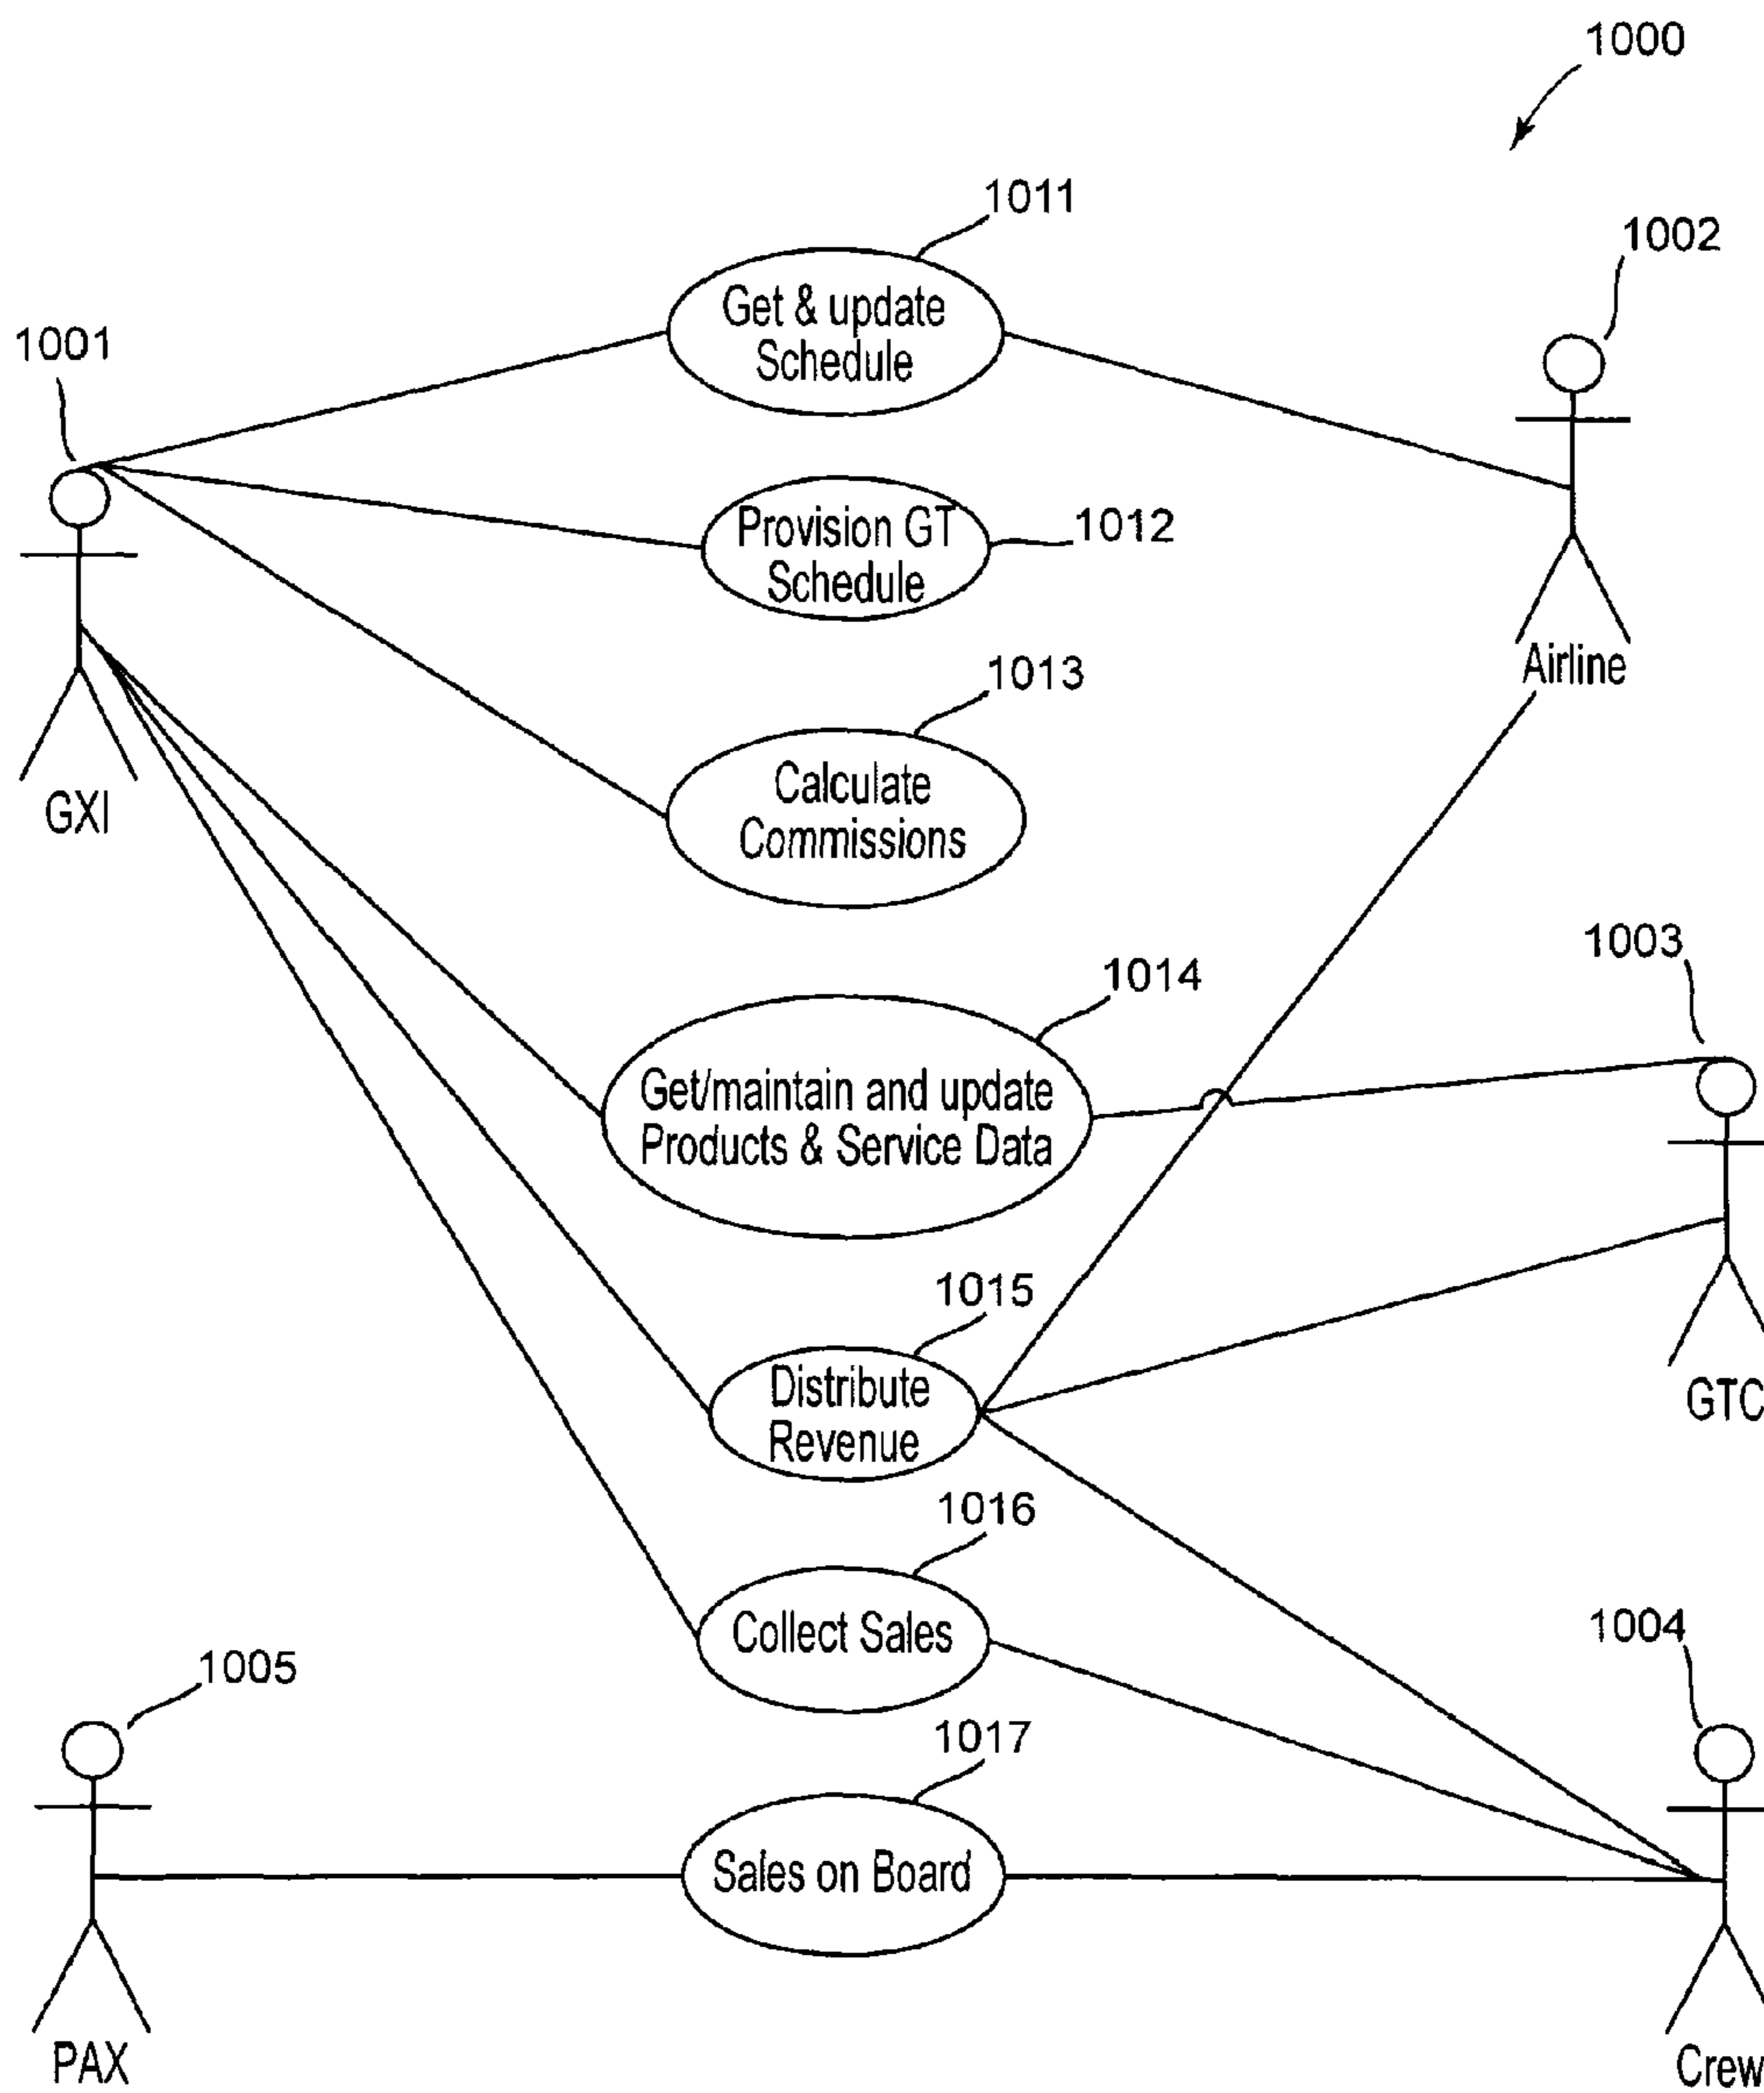 1000
1011
1002
Get & update
Schedule
1001
Provision GT
Schedule
1012
Airline
1013
GXI
Calculate
Commissions
1003
1014
Get/maintain and update
Products & Service Data
1015
Distribute
Revenue
GTC
1016
Collect Sales
1004
1005
1017
Sales on Board
PAX
Crew